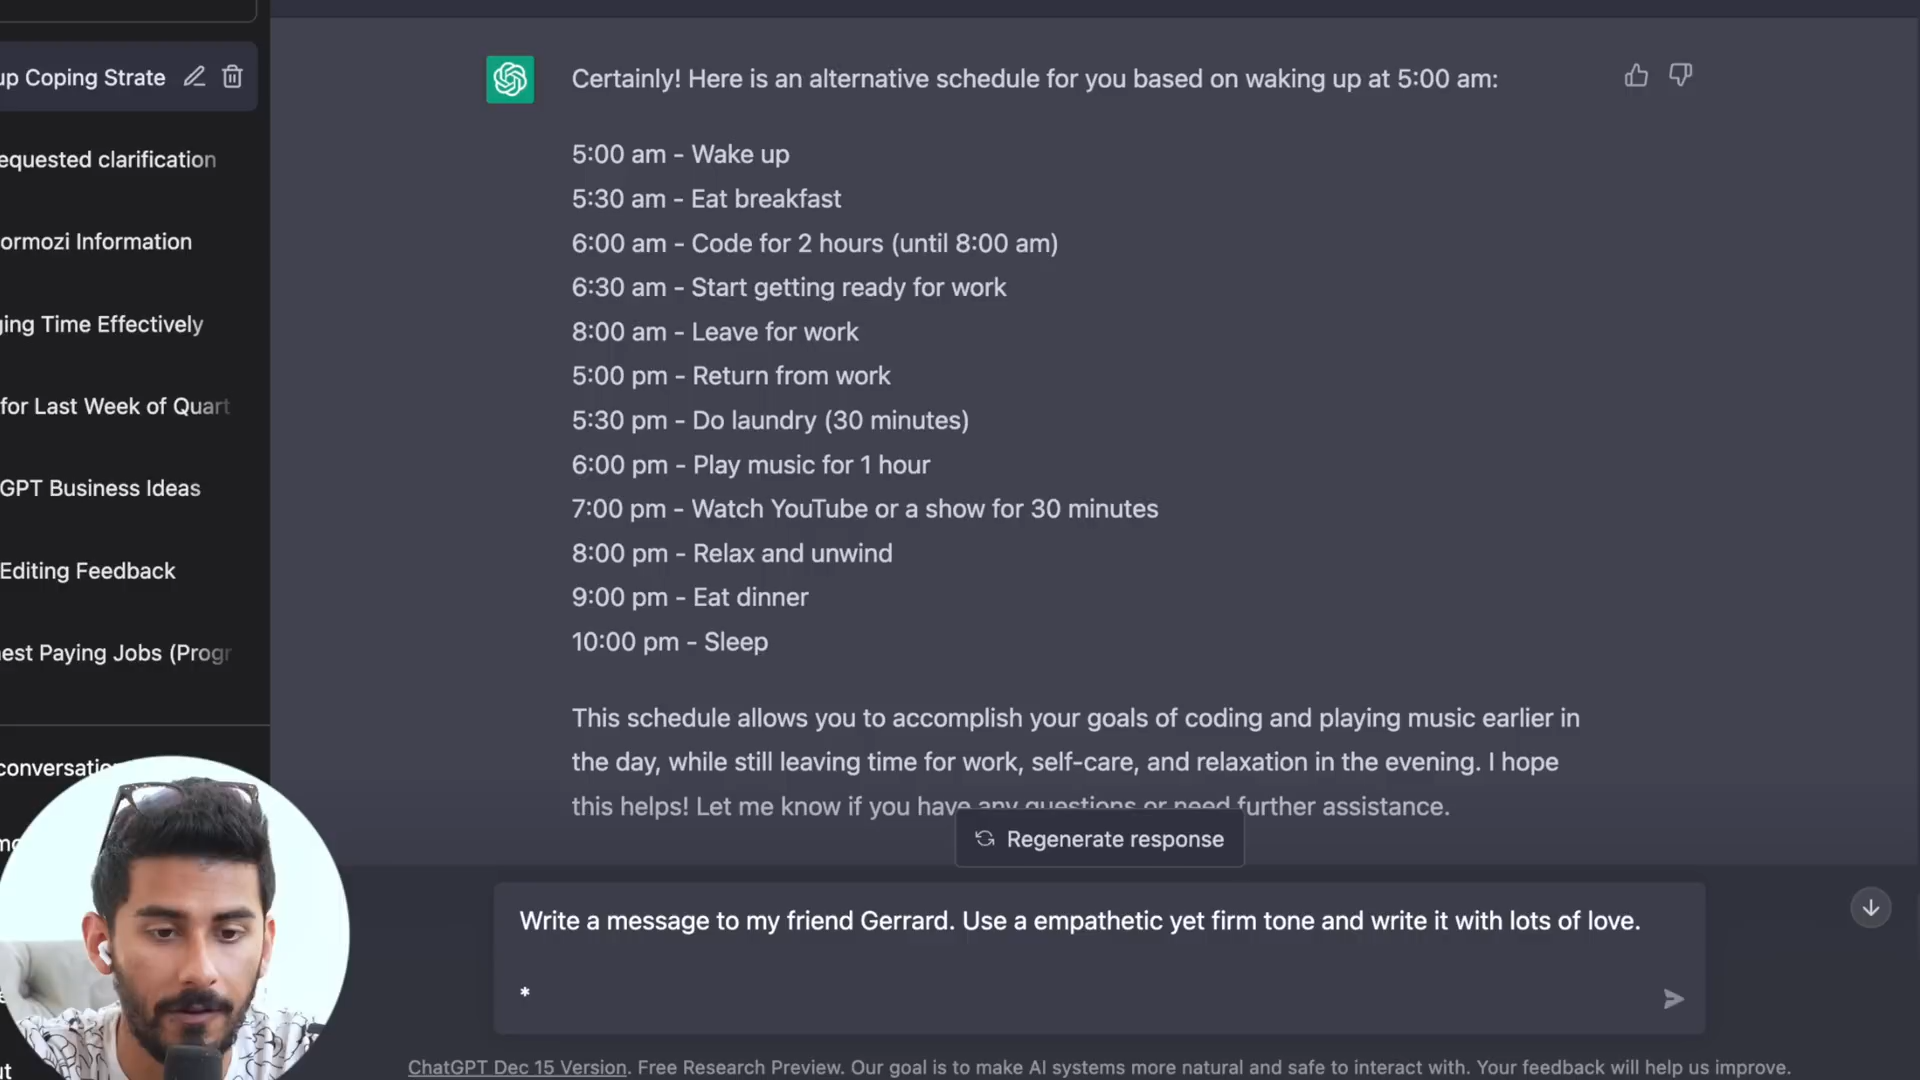 up Coping Strate
equested clarification
ormozi Information
ing Time Effectively
for Last Week of Quart
GPT Business Ideas
Editing Feedback
est Paying Jobs (Progr
Certainly! Here is an alternative schedule for you based on waking up at 5:00 am:
5:00 am - Wake up
5:30 am - Eat breakfast
6:00 am - Code for 2 hours (until 8:00 am)
6:30 am - Start getting ready for work
8:00 am - Leave for work
5:00 pm - Return from work
5:30 pm - Do laundry (30 minutes)
6:00 pm - Play music for 1 hour
7:00 pm - Watch YouTube or a show for 30 minutes
8:00 pm - Relax and unwind
9:00 pm - Eat dinner
10:00 pm - Sleep
This schedule allows you to accomplish your goals of coding and playing music earlier in
the day, while still leaving time for work, self-care, and relaxation in the evening. I hope
this helps! Let me know if you have any questions or need further assistance.
Regenerate response
Write a message to my friend Gerrard. Use a empathetic yet firm tone and write it with lots of love.
*
ChatGPT Dec 15 Version. Free Research Preview. Our goal is to make AI systems more natural and safe to interact with. Your feedback will help us improve.